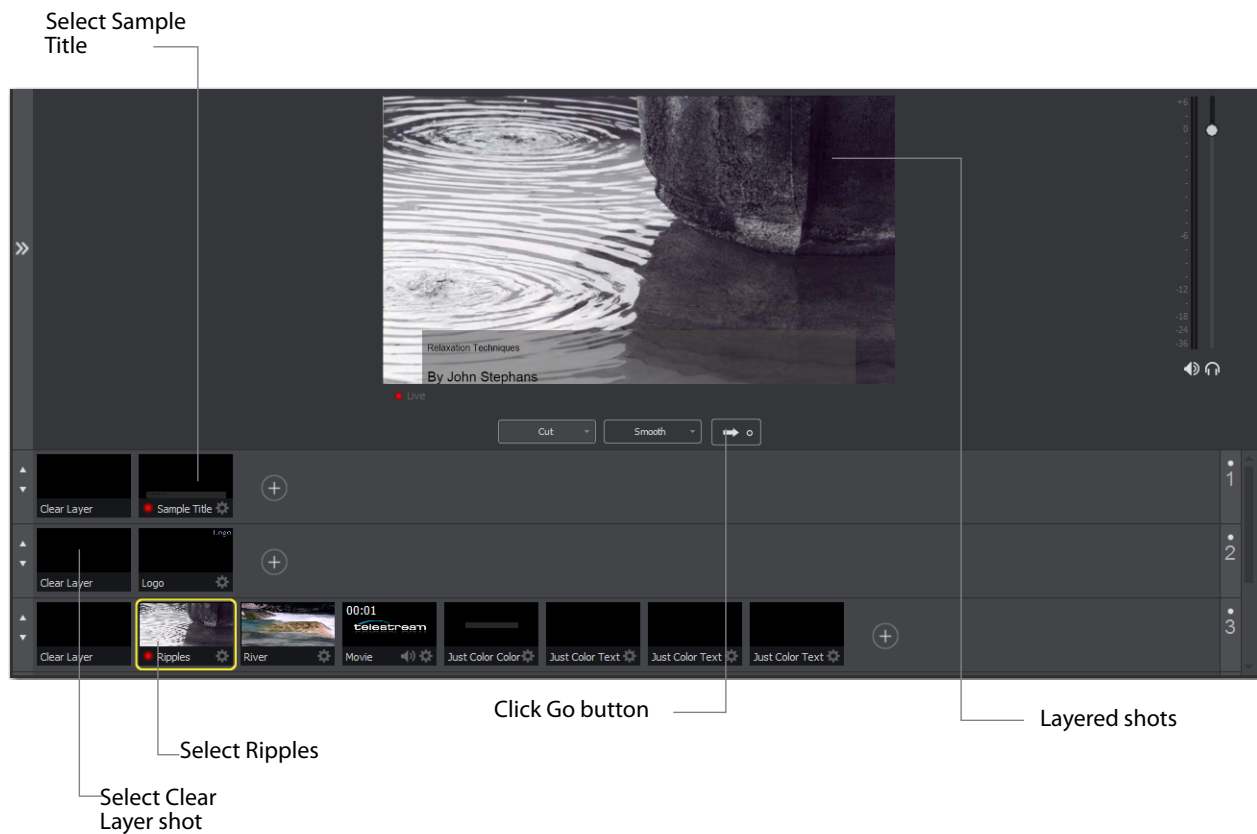 Select Sample
Title
+6
0
-6
-12
-18
-24
-36
Relaxation Techniques
By John Stephans
Live
Cut
Smooth
Clear Layer
Sample Title
1
Logo
Clear Layer
Logo
2
00:01
telestream
Clear Layer
Ripples
River
Movie
Just Color Color
Just Color Text
Just Color Text
Just Color Text
3
Click Go button
Layered shots
Select Ripples
Select Clear
Layer shot